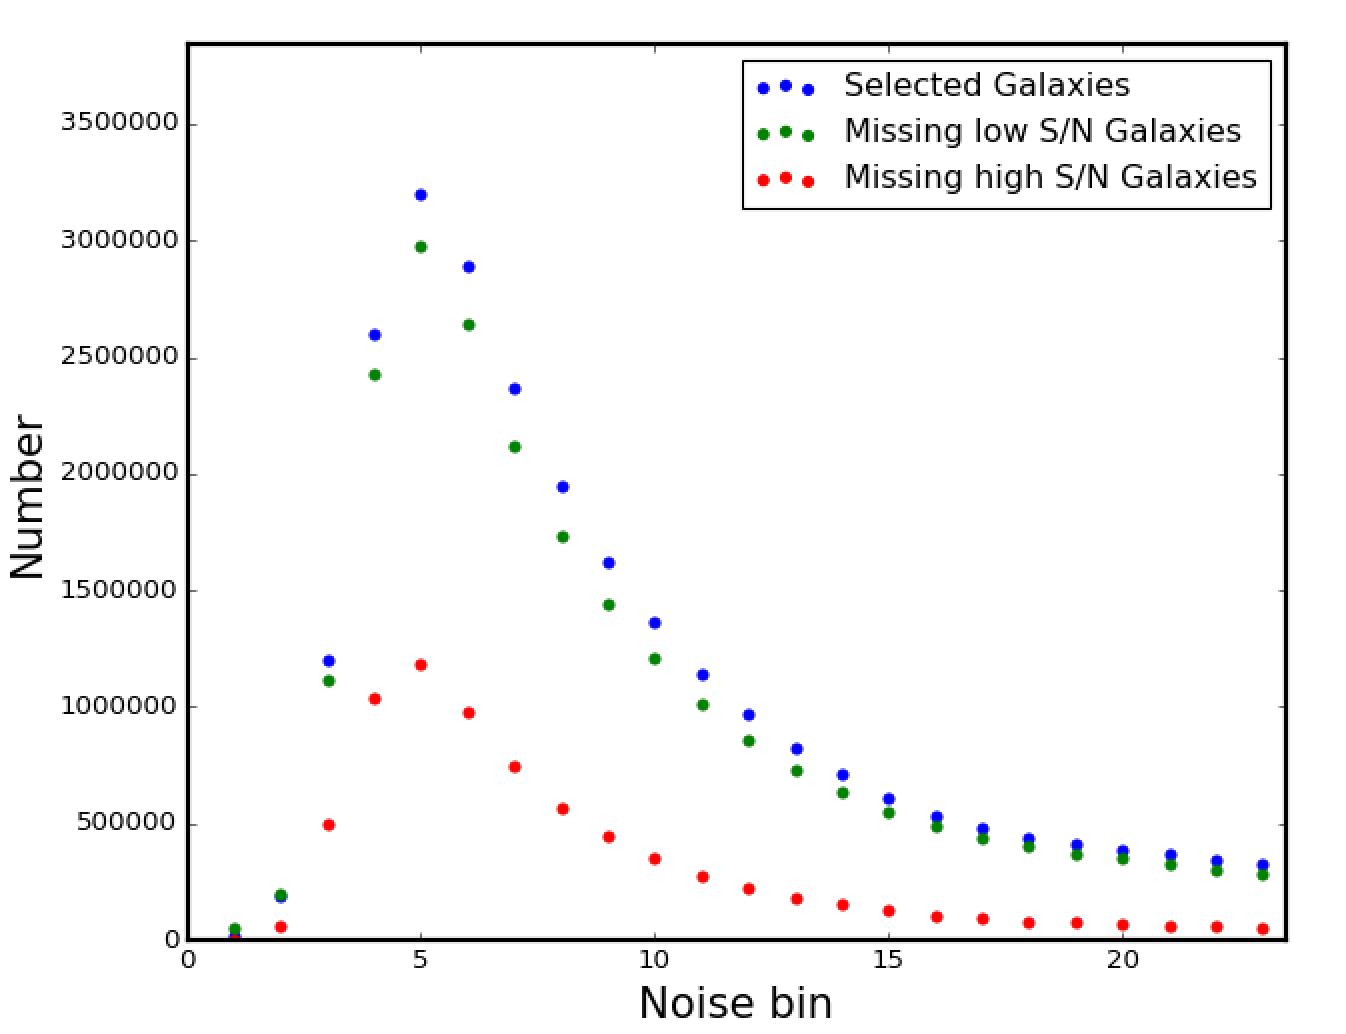 Selected Galaxies
Missing low S/N Galaxies
Missing high S/N Galaxies
3500000
3000000
2500000
2000000
1500000
1000000
500000
0
Number
0 5 10 15 20
Noise bin